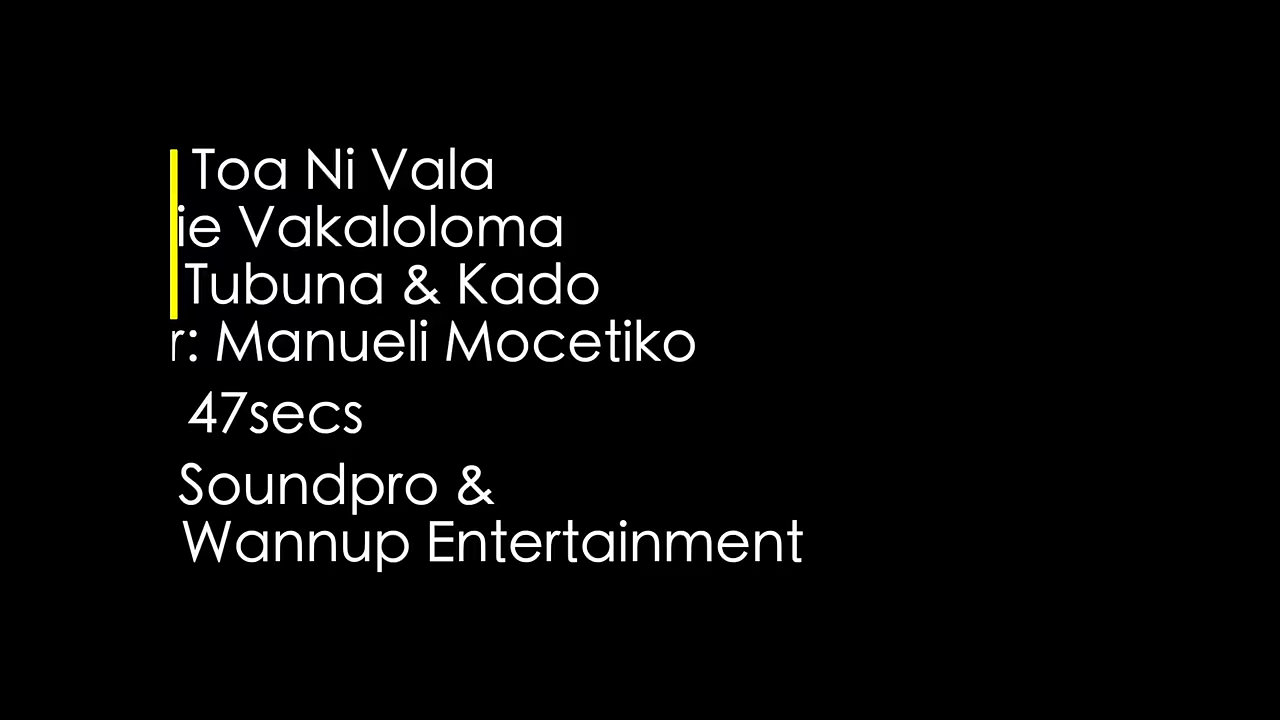 Toa Ni Vala
ie Vakaloloma
Tubuna & Kado
r: Manueli Mocetiko
47secs
Soundpro &
Wannup Entertainment